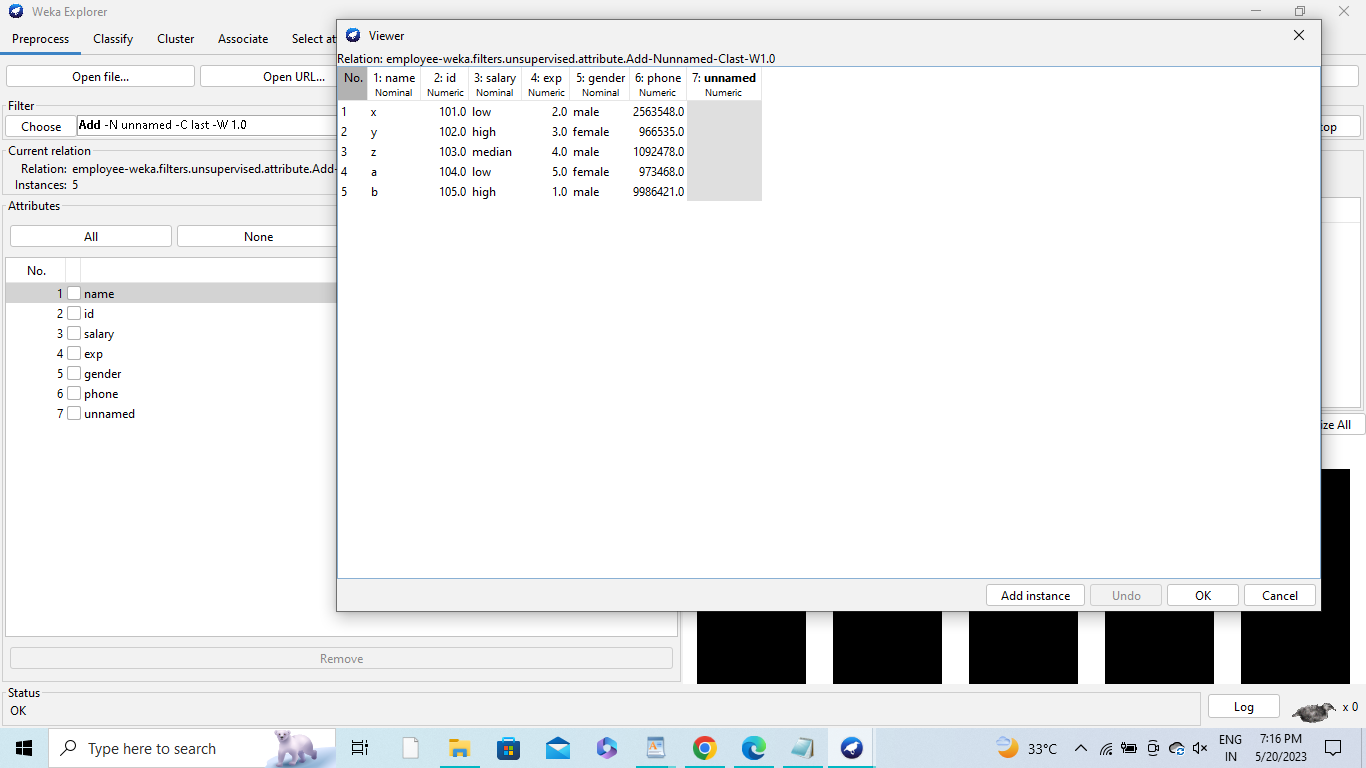 Weka Explorer
Preprocess Classify Cluster Associate Select at
Open file... Open URL...
Filter
Choose Add -N unnamed -C last -W 1.0
Current relation
Relation: employee-weka.filters.unsupervised.attribute.Add-
Instances: 5
Attributes
All None
No.
1 name
2 id
3 salary
4 exp
5 gender
6 phone
7 unnamed
Remove
Status
OK
Viewer
Relation: employee-weka.filters.unsupervised.attribute.Add-Nunnamed-Clast-W1.0
No. 1: name 2: id 3: salary 4: exp 5: gender 6: phone 7: unnamed
Nominal Numeric Nominal Numeric Nominal Numeric Numeric
1 x 101.0 low 2.0 male 2563548.0
2 y 102.0 high 3.0 female 966535.0
3 z 103.0 median 4.0 male 1092478.0
4 a 104.0 low 5.0 female 973468.0
5 b 105.0 high 1.0 male 9986421.0
Add instance Undo OK Cancel
op
ze All
Log x 0
Type here to search
33°C
ENG
IN
7:16 PM
5/20/2023